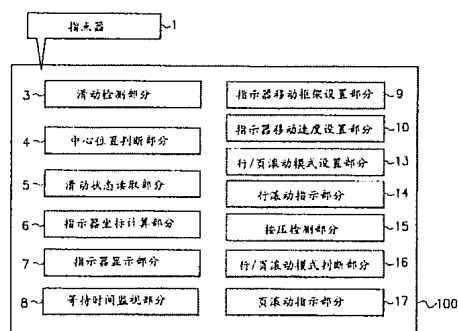 指点器 1
3 滑动检测部分
4 中心位置判断部分
5 滑动状态读取部分
6 指示器坐标计算部分
7 指示器显示部分
8 等待时间监视部分
指示器移动框架设置部分 9
指示器移动速度设置部分 10
行/页滚动模式设置部分 13
行滚动指示部分 14
按压检测部分 15
行/页滚动模式判断部分 16
页滚动指示部分 17
100